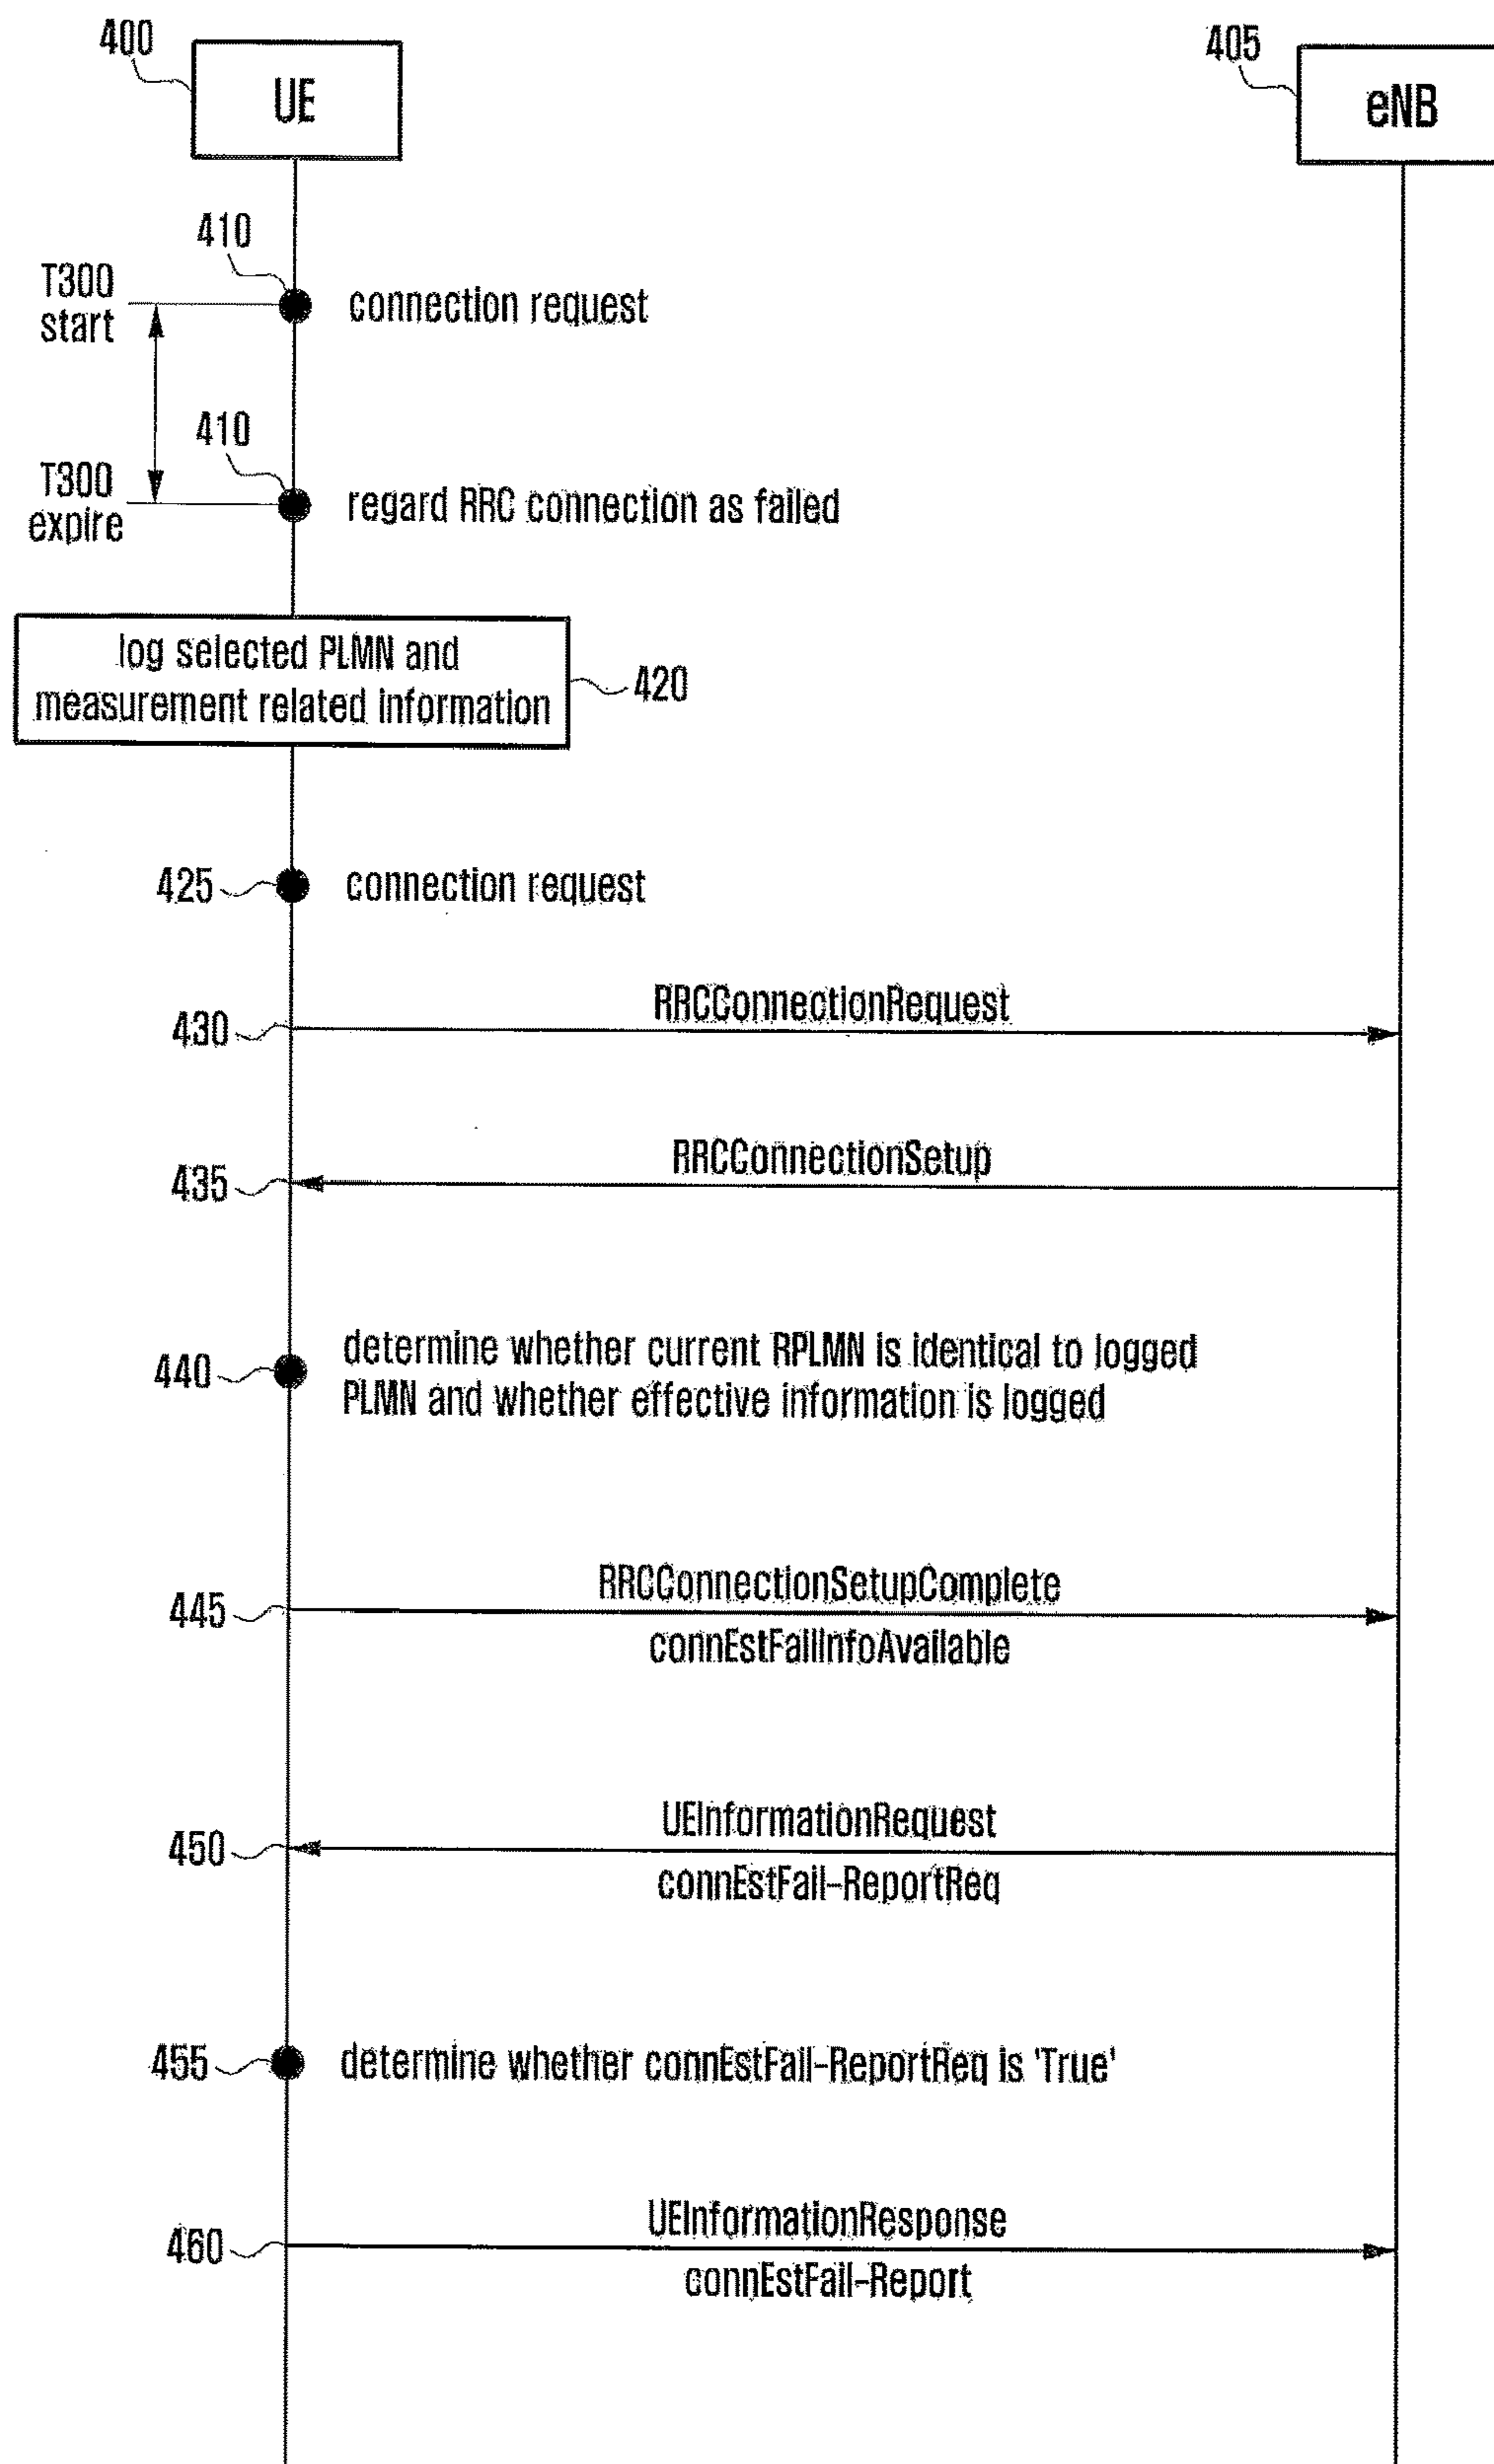 400
UE
405
eNB
410
T300
start
connection request
410
T300
expire
regard RRC connection as failed
log selected PLMN and
measurement related information
420
425
connection request
RRCConnectionRequest
430
RRCConnectionSetup
435
440
determine whether current RPLMN is identical to logged
PLMN and whether effective information is logged
RRCConnectionSetupComplete
445
connEstFailInfoAvailable
UEInformationRequest
450
connEstFail-ReportReq
455
determine whether connEstFail-ReportReq is 'True'
UEInformationResponse
460
connEstFail-Report